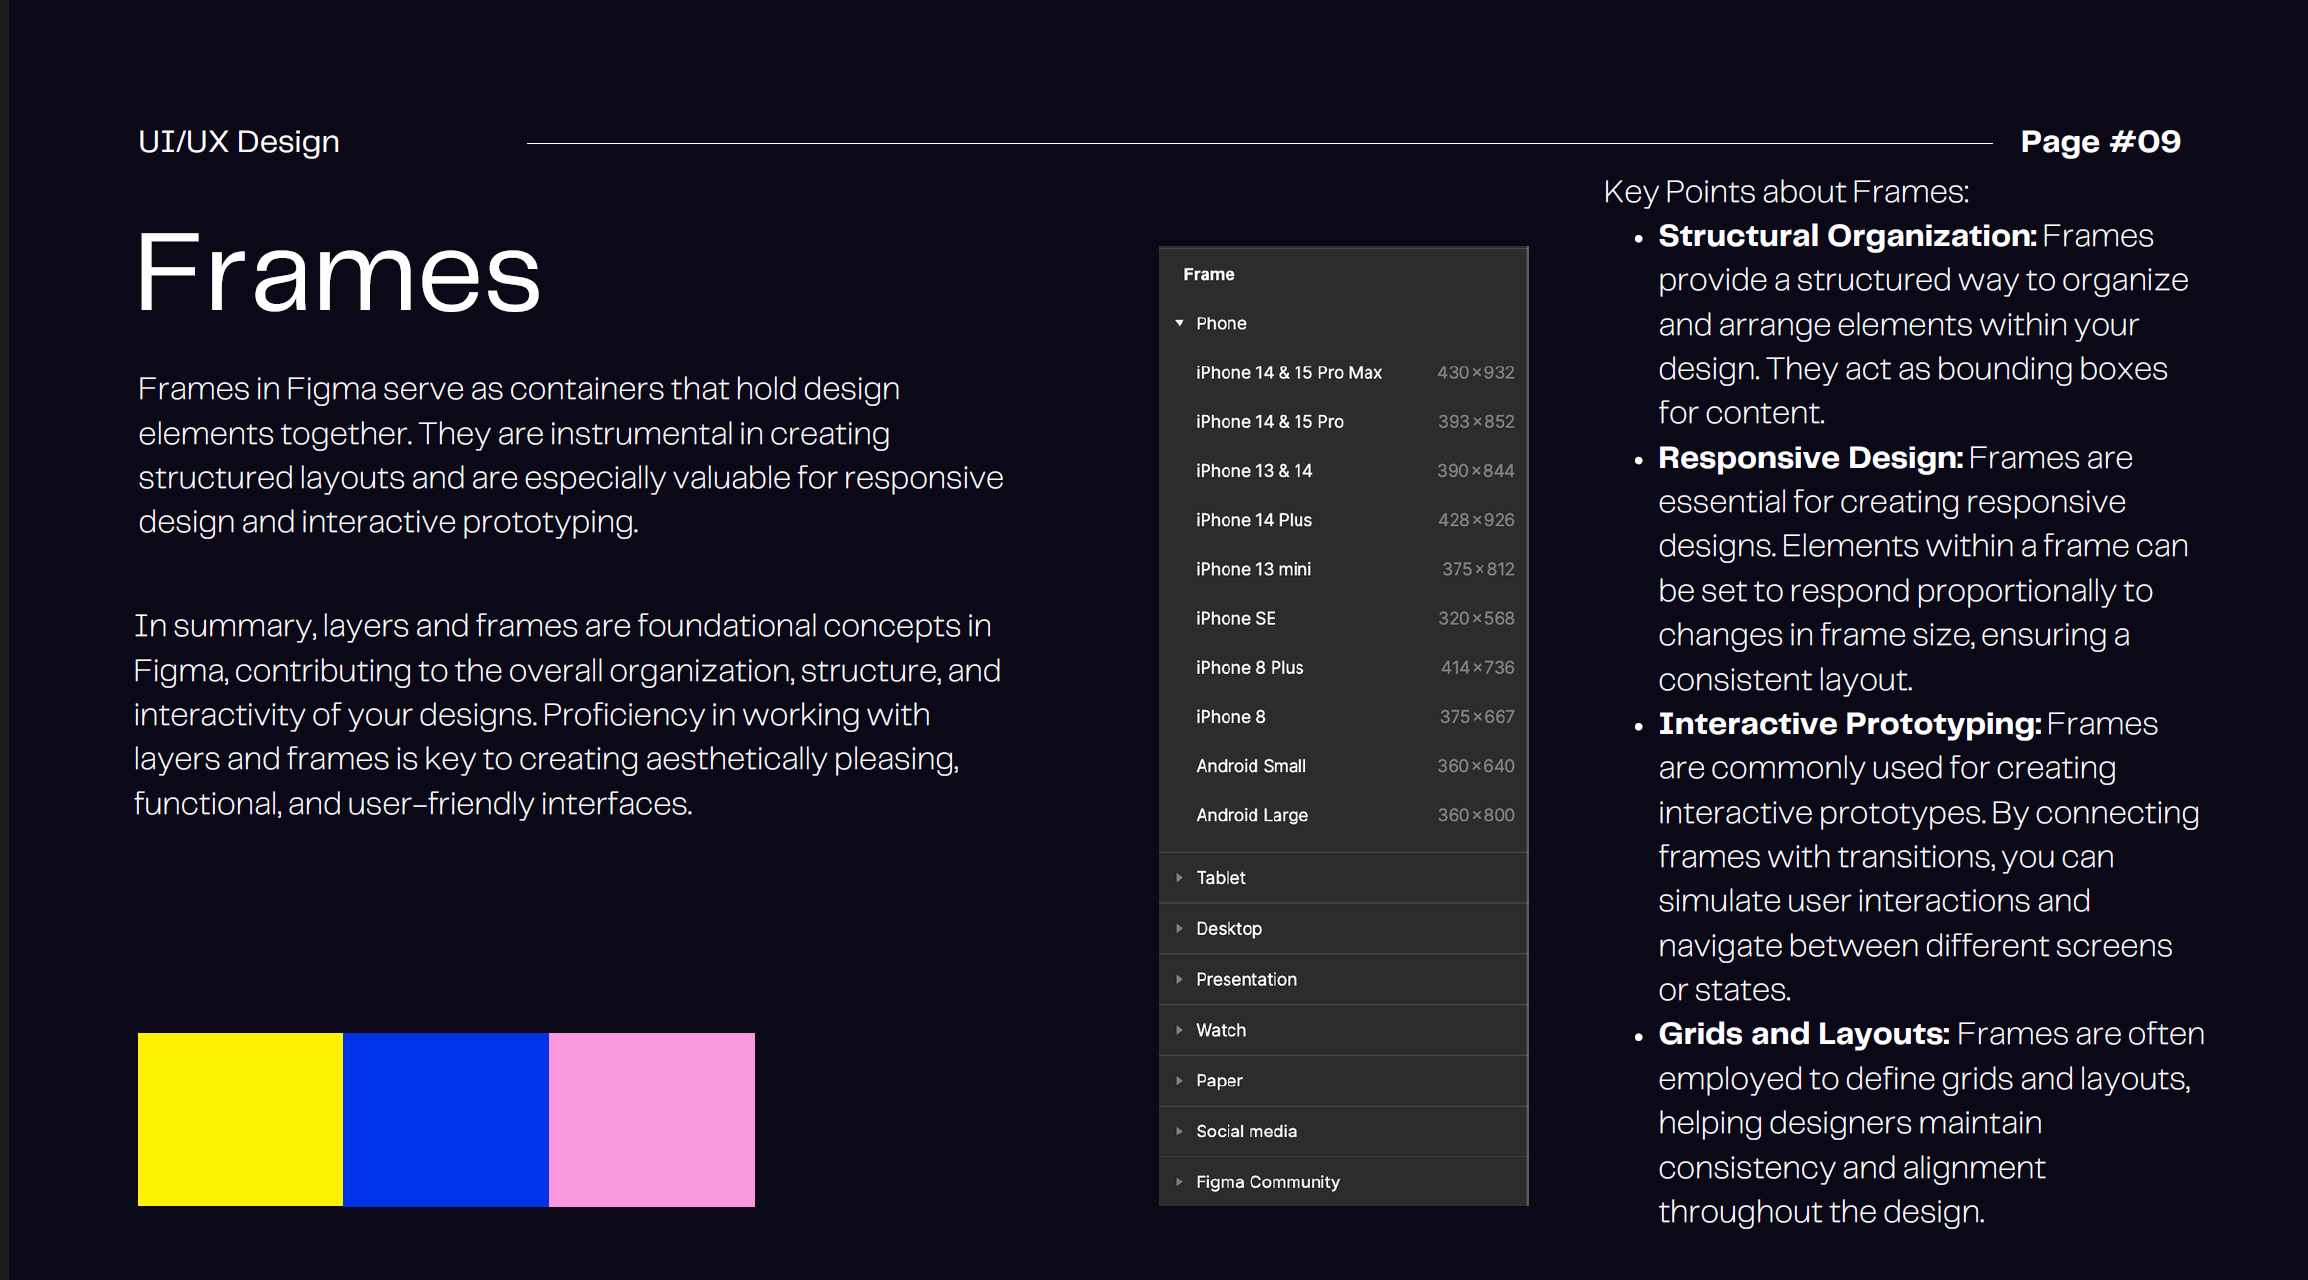 UI/UX Design
Page #09
Frames
Frames in Figma serve as containers that hold design
elements together. They are instrumental in creating
structured layouts and are especially valuable for responsive
design and interactive prototyping.
In summary, layers and frames are foundational concepts in
Figma, contributing to the overall organization, structure, and
interactivity of your designs. Proficiency in working with
layers and frames is key to creating aesthetically pleasing,
functional, and user-friendly interfaces.
Frame
Phone
iPhone 14 & 15 Pro Max 430×932
iPhone 14 & 15 Pro 393×852
iPhone 13 & 14 390×844
iPhone 14 Plus 428×926
iPhone 13 mini 375×812
iPhone SE 320×568
iPhone 8 Plus 414×736
iPhone 8 375×667
Android Small 360×640
Android Large 360×800
Tablet
Desktop
Presentation
Watch
Paper
Social media
Figma Community
Key Points about Frames:
• Structural Organization: Frames
provide a structured way to organize
and arrange elements within your
design. They act as bounding boxes
for content.
• Responsive Design: Frames are
essential for creating responsive
designs. Elements within a frame can
be set to respond proportionally to
changes in frame size, ensuring a
consistent layout.
• Interactive Prototyping: Frames
are commonly used for creating
interactive prototypes. By connecting
frames with transitions, you can
simulate user interactions and
navigate between different screens
or states.
• Grids and Layouts: Frames are often
employed to define grids and layouts,
helping designers maintain
consistency and alignment
throughout the design.